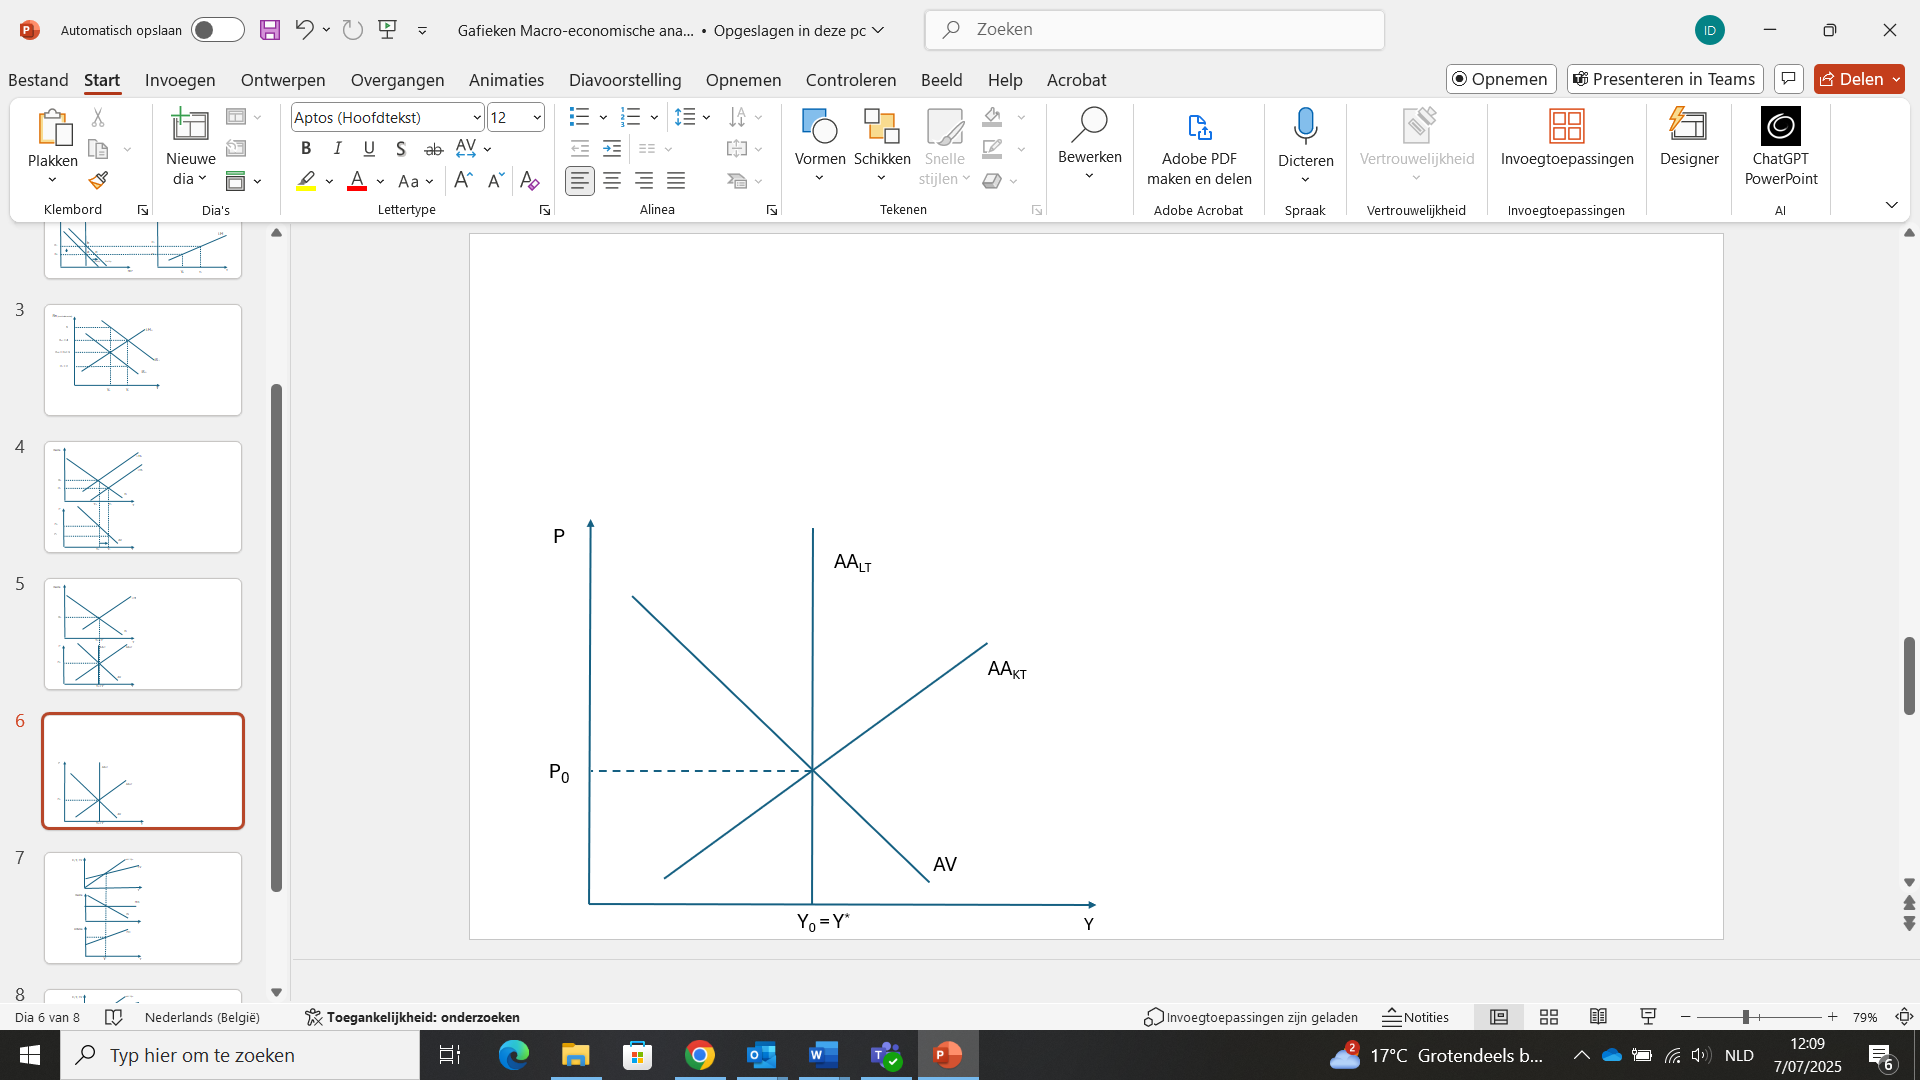 Automatisch opslaan
Gafieken Macro-economische ana... • Opgeslagen in deze pc
Zoeken
ID
Bestand Start Invoegen Ontwerpen Overgangen Animaties Diavoorstelling Opnemen Controleren Beeld Help Acrobat
Opnemen Presenteren in Teams Delen
Plakken
Klembord
Nieuwe dia
Dia's
Aptos (Hoofdtekst) 12
Lettertype
Alinea
Vormen Schikken Snelle stijlen
Tekenen
Bewerken
Adobe PDF maken en delen
Adobe Acrobat
Dicteren
Spraak
Vertrouwelijkheid
Vertrouwelijkheid
Invoegtoepassingen
Invoegtoepassingen
Designer
ChatGPT PowerPoint
AI
3
4
5
6
7
8
P
AA_LT
AA_KT
P₀
AV
Y₀ = Y*
Y
Dia 6 van 8 Nederlands (België) Toegankelijkheid: onderzoeken Invoegtoepassingen zijn geladen Notities 79%
Typ hier om te zoeken
2
17°C Grotendeels b...
NLD
12:09
7/07/2025
6